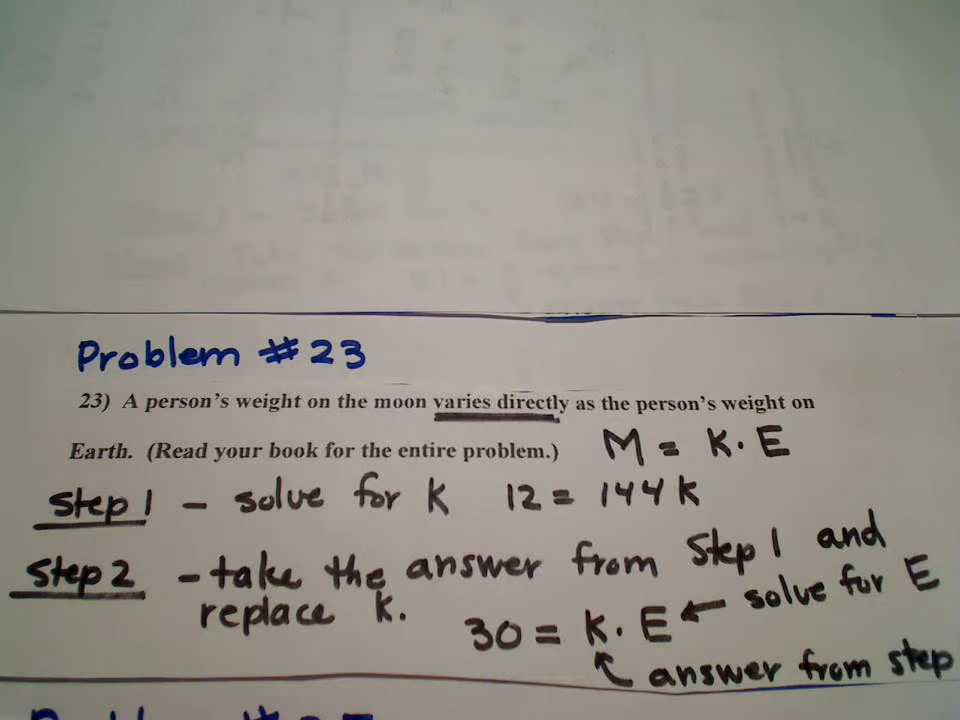 Problem #23
23) A person's weight on the moon varies directly as the person's weight on
Earth. (Read your book for the entire problem.) M = K·E
Step 1 - solve for K 12 = 144K
Step 2 - take the answer from Step 1 and
replace K. 30 = K·E ← solve for E
answer from step